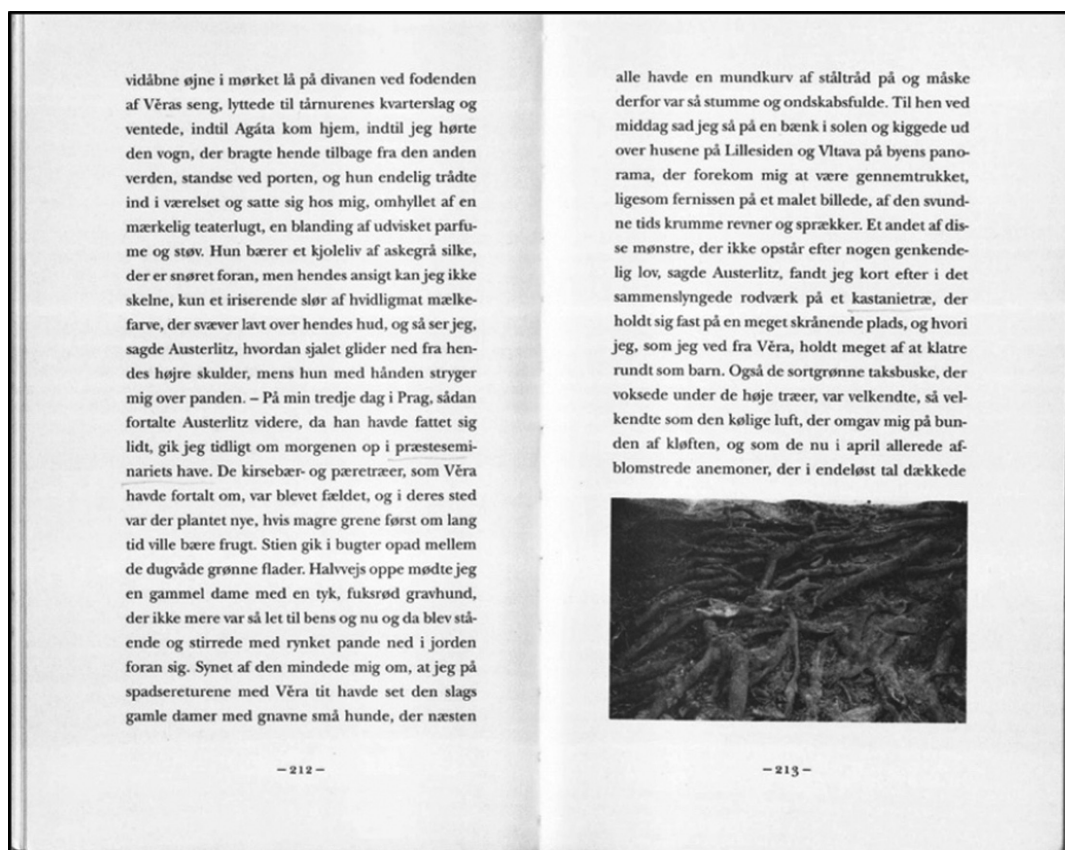 vidåbne øjne i mørket lå på divanen ved fodenden
af Věras seng, lyttede til tårnurenes kvarterslag og
ventede, indtil Agáta kom hjem, indtil jeg hørte
den vogn, der bragte hende tilbage fra den anden
verden, standse ved porten, og hun endelig trådte
ind i værelset og satte sig hos mig, omhyllet af en
mærkelig teaterlugt, en blanding af udvisket parfu-
me og støv. Hun bærer et kjoleliv af askegrå silke,
der er snøret foran, men hendes ansigt kan jeg ikke
skelne, kun et iriserende slør af hvidligmat mælke-
farve, der svæver lavt over hendes hud, og så ser jeg,
sagde Austerlitz, hvordan sjalet glider ned fra hen-
des højre skulder, mens hun med hånden stryger
mig over panden. – På min tredje dag i Prag, sådan
fortalte Austerlitz videre, da han havde fattet sig
lidt, gik jeg tidligt om morgenen op i præstesemi-
nariets have. De kirsebær- og pæretræer, som Věra
havde fortalt om, var blevet fældet, og i deres sted
var der plantet nye, hvis magre grene først om lang
tid ville bære frugt. Stien gik i bugter opad mellem
de dugvåde grønne flader. Halvvejs oppe mødte jeg
en gammel dame med en tyk, fuksrød gravhund,
der ikke mere var så let til bens og nu og da blev stå-
ende og stirrede med rynket pande ned i jorden
foran sig. Synet af den mindede mig om, at jeg på
spadsereturene med Věra tit havde set den slags
gamle damer med gnavne små hunde, der næsten
– 212 –
alle havde en mundkurv af ståltråd på og måske
derfor var så stumme og ondskabsfulde. Til hen ved
middag sad jeg så på en bænk i solen og kiggede ud
over husene på Lillesiden og Vltava på byens pano-
rama, der forekom mig at være gennemtrukket,
ligesom fernissen på et malet billede, af den svund-
ne tids krumme revner og sprækker. Et andet af dis-
se mønstre, der ikke opstår efter nogen genkende-
lig lov, sagde Austerlitz, fandt jeg kort efter i det
sammenslyngede rodværk på et kastanietræ, der
holdt sig fast på en meget skrånende plads, og hvori
jeg, som jeg ved fra Věra, holdt meget af at klatre
rundt som barn. Også de sortgrønne taksbuske, der
voksede under de høje træer, var velkendte, så vel-
kendte som den kølige luft, der omgav mig på bun-
den af kløften, og som de nu i april allerede af-
blomstrede anemoner, der i endeløst tal dækkede
– 213 –